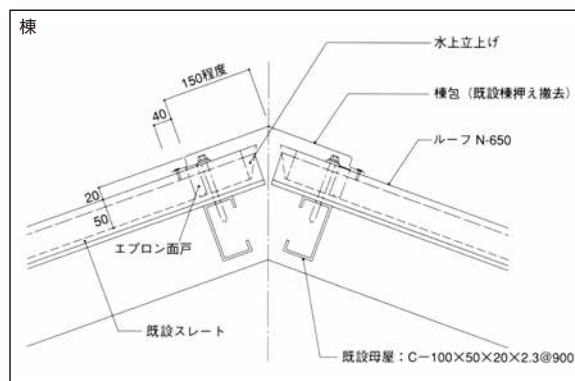 棟
水上立上げ
150程度
棟包（既設棟押え撤去）
40
ルーフ N-650
20
50
エプロン面戸
既設スレート
既設母屋：C－100×50×20×2.3@900